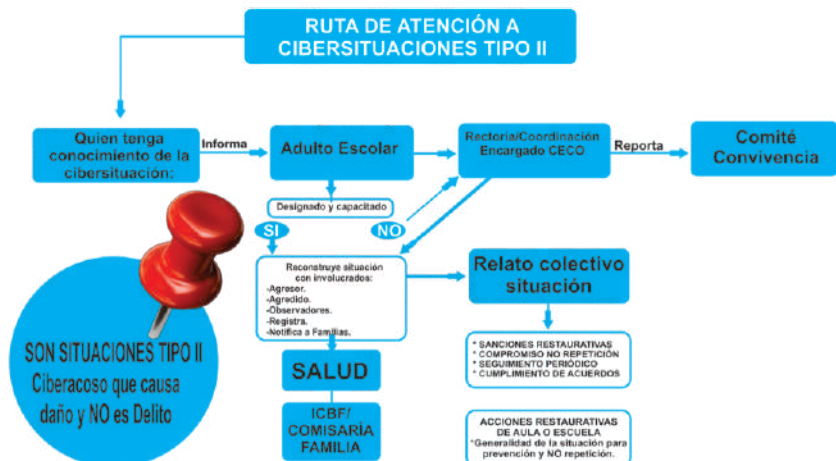 RUTA DE ATENCIÓN A
CIBERSITUACIONES TIPO II
Quien tenga
conocimiento de la
cibersituación:
Informa
Adulto Escolar
Rectoria/Coordinación
Encargado CECO
Reporta
Comité
Convivencia
Designado y capacitado
SI
NO
Reconstruye situación
con involucrados:
-Agresor.
-Agredido.
-Observadores.
-Registra.
-Notifica a Familias.
Relato colectivo
situación
* SANCIONES RESTAURATIVAS
* COMPROMISO NO REPETICIÓN
* SEGUIMIENTO PERIÓDICO
* CUMPLIMIENTO DE ACUERDOS
SON SITUACIONES TIPO II
Ciberacoso que causa
daño y NO es Delito
SALUD
ICBF/
COMISARÍA
FAMILIA
ACCIONES RESTAURATIVAS
DE AULA O ESCUELA
*Generalidad de la situación para
prevención y NO repetición.